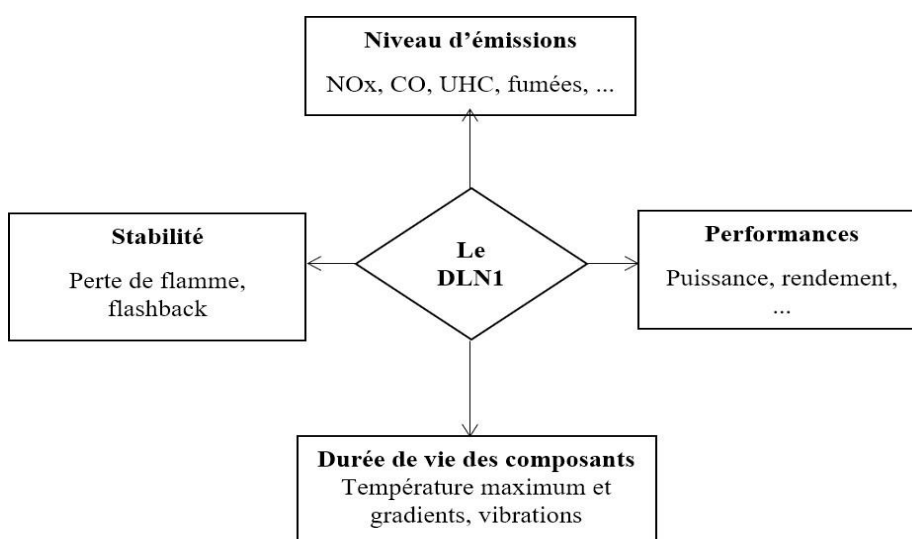 Niveau d’émissions
NOx, CO, UHC, fumées, ...
Stabilité
Perte de flamme,
flashback
Le
DLN1
Performances
Puissance, rendement,
...
Durée de vie des composants
Température maximum et
gradients, vibrations